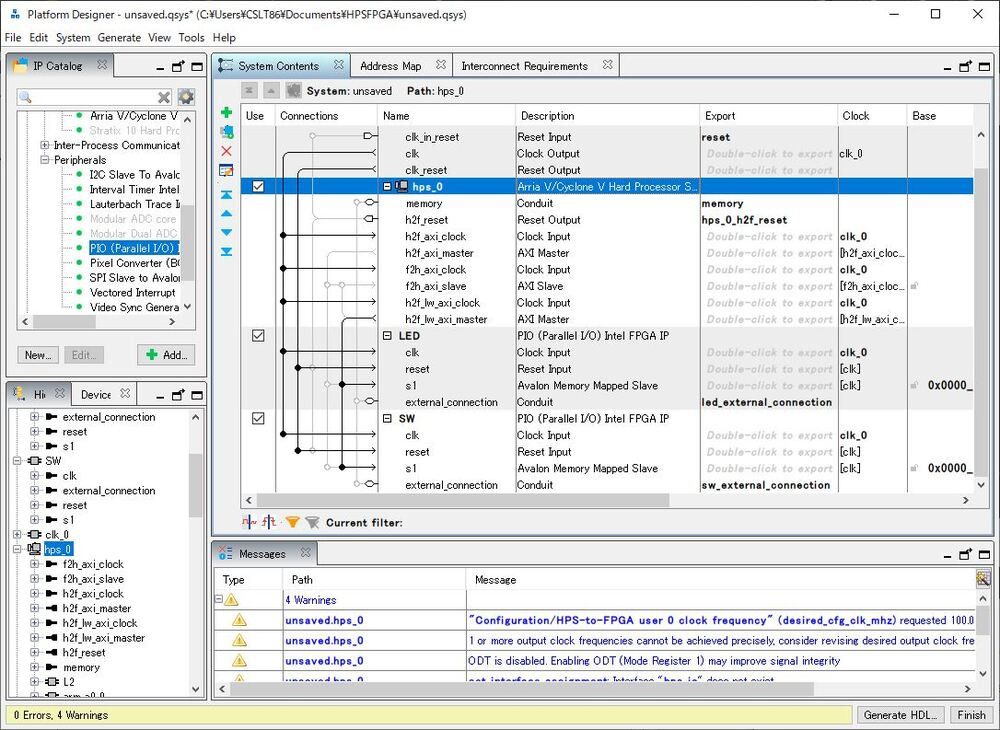 Platform Designer - unsaved.qsys* (C:¥Users¥CSLT86¥Documents¥HPSFPGA¥unsaved.qsys)
File Edit System Generate View Tools Help
IP Catalog
Arria V/Cyclone V
Stratix 10 Hard Pro
Inter-Process Communicat
Peripherals
I2C Slave To Avalo
Interval Timer Intel
Lauterbach Trace I
Modular ADC core
Modular Dual ADC
PIO (Parallel I/O) I
Pixel Converter (BG
SPI Slave to Avalon
Vectored Interrupt
Video Sync Genera
New... Edit... Add...
Hi Device
external_connection
reset
s1
SW
clk
external_connection
reset
s1
clk_0
hps_0
f2h_axi_clock
f2h_axi_slave
h2f_axi_clock
h2f_axi_master
h2f_lw_axi_clock
h2f_lw_axi_master
h2f_reset
memory
L2
System Contents Address Map Interconnect Requirements
System: unsaved Path: hps_0
Use Connections Name Description Export Clock Base
clk_in_reset Reset Input reset
clk Clock Output Double-click to export clk_0
clk_reset Reset Output Double-click to export
hps_0 Arria V/Cyclone V Hard Processor S...
memory Conduit memory
h2f_reset Reset Output hps_0_h2f_reset
h2f_axi_clock Clock Input Double-click to export clk_0
h2f_axi_master AXI Master Double-click to export [h2f_axi_cloc...
f2h_axi_clock Clock Input Double-click to export clk_0
f2h_axi_slave AXI Slave Double-click to export [f2h_axi_cloc...
h2f_lw_axi_clock Clock Input Double-click to export clk_0
h2f_lw_axi_master AXI Master Double-click to export [h2f_lw_axi_c...
LED PIO (Parallel I/O) Intel FPGA IP
clk Clock Input Double-click to export clk_0
reset Reset Input Double-click to export [clk]
s1 Avalon Memory Mapped Slave Double-click to export [clk] 0x0000_
external_connection Conduit led_external_connection
SW PIO (Parallel I/O) Intel FPGA IP
clk Clock Input Double-click to export clk_0
reset Reset Input Double-click to export [clk]
s1 Avalon Memory Mapped Slave Double-click to export [clk] 0x0000_
external_connection Conduit sw_external_connection
Current filter:
Messages
Type Path Message
4 Warnings
unsaved.hps_0 "Configuration/HPS-to-FPGA user 0 clock frequency" (desired_cfg_clk_mhz) requested 100.0
unsaved.hps_0 1 or more output clock frequencies cannot be achieved precisely, consider revising desired output clock fre
unsaved.hps_0 ODT is disabled. Enabling ODT (Mode Register 1) may improve signal integrity
0 Errors, 4 Warnings
Generate HDL... Finish